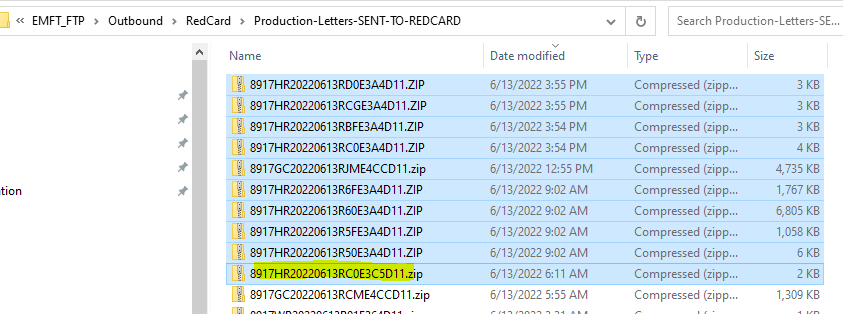 EMFT_FTP > Outbound > RedCard > Production-Letters-SENT-TO-REDCARD Search Production-Letters-SE...
Name Date modified Type Size
8917HR20220613RD0E3A4D11.ZIP 6/13/2022 3:55 PM Compressed (zipp... 3 KB
8917HR20220613RCGE3A4D11.ZIP 6/13/2022 3:55 PM Compressed (zipp... 3 KB
8917HR20220613RBFE3A4D11.ZIP 6/13/2022 3:54 PM Compressed (zipp... 3 KB
8917HR20220613RC0E3A4D11.ZIP 6/13/2022 3:54 PM Compressed (zipp... 4 KB
8917GC20220613RJME4CCD11.zip 6/13/2022 12:55 PM Compressed (zipp... 4,735 KB
8917HR20220613R6FE3A4D11.ZIP 6/13/2022 9:02 AM Compressed (zipp... 1,767 KB
ation 8917HR20220613R60E3A4D11.ZIP 6/13/2022 9:02 AM Compressed (zipp... 6,805 KB
8917HR20220613R5FE3A4D11.ZIP 6/13/2022 9:02 AM Compressed (zipp... 1,058 KB
8917HR20220613R50E3A4D11.ZIP 6/13/2022 9:02 AM Compressed (zipp... 6 KB
8917HR20220613RC0E3C5D11.zip 6/13/2022 6:11 AM Compressed (zipp... 2 KB
8917GC20220613RCME4CCD11.zip 6/13/2022 5:55 AM Compressed (zipp... 1,309 KB